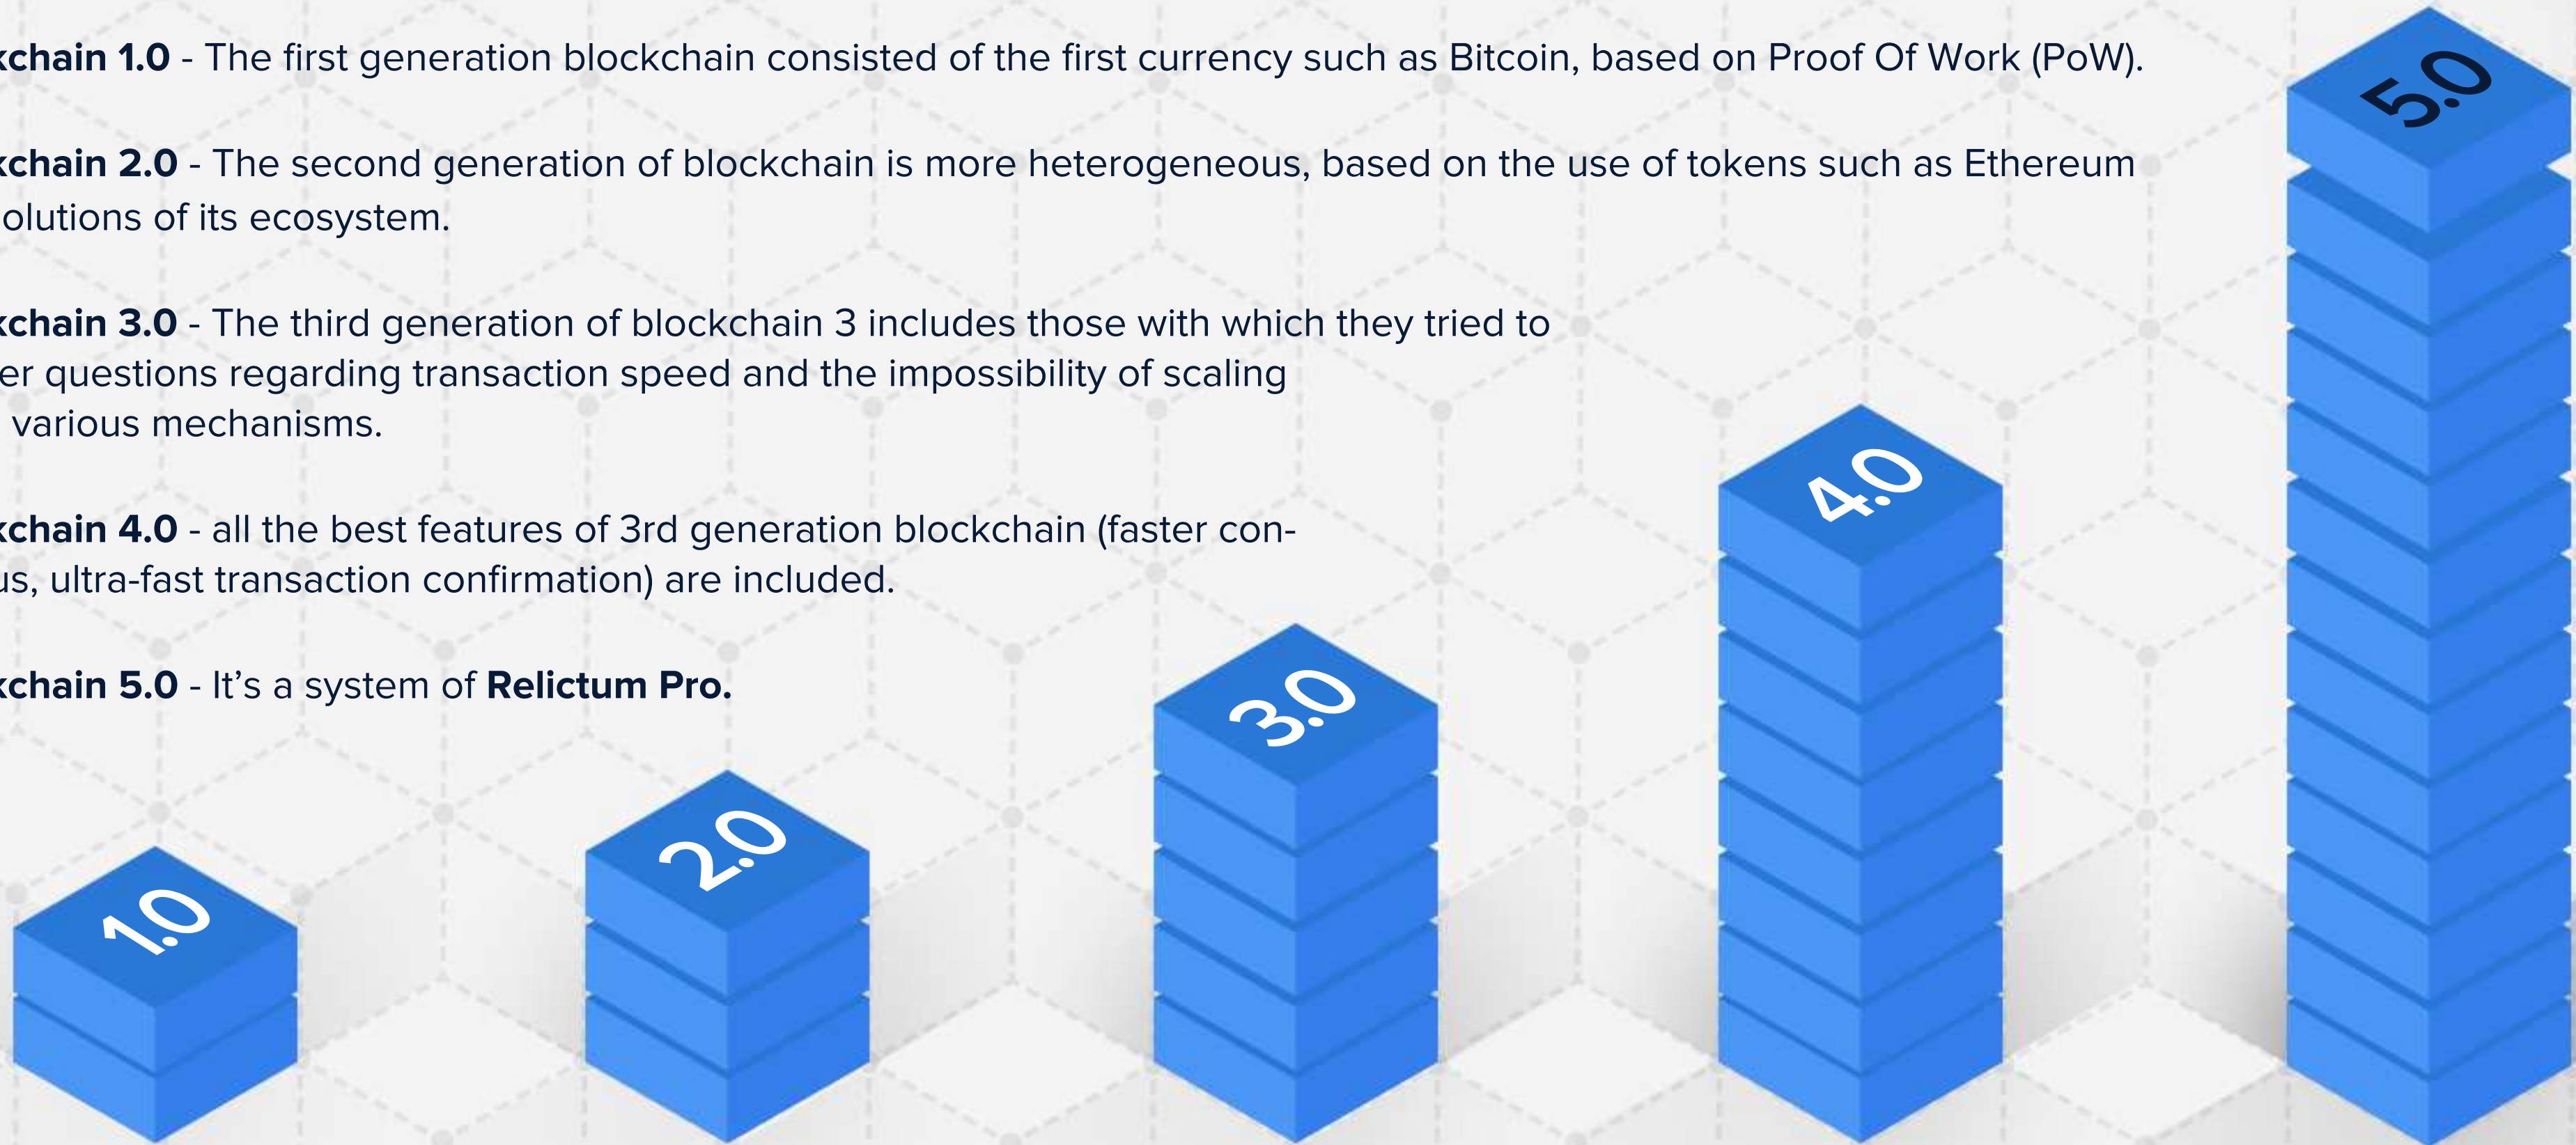 kchain 1.0 - The first generation blockchain consisted of the first currency such as Bitcoin, based on Proof Of Work (PoW).
kchain 2.0 - The second generation of blockchain is more heterogeneous, based on the use of tokens such as Ethereum
olutions of its ecosystem.
kchain 3.0 - The third generation of blockchain 3 includes those with which they tried to
er questions regarding transaction speed and the impossibility of scaling
various mechanisms.
kchain 4.0 - all the best features of 3rd generation blockchain (faster con-
us, ultra-fast transaction confirmation) are included.
kchain 5.0 - It’s a system of Relictum Pro.
1.0
2.0
3.0
4.0
5.0